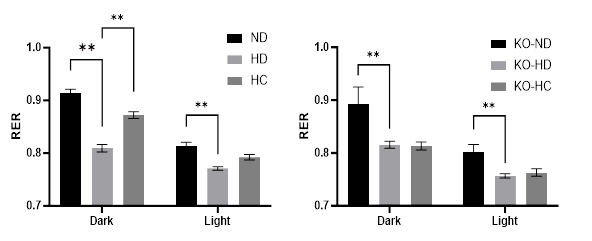 **
**
ND
HD
HC
**
1.0
0.9
0.8
0.7
RER
Dark
Light
KO-ND
KO-HD
KO-HC
**
**
1.0
0.9
0.8
0.7
RER
Dark
Light